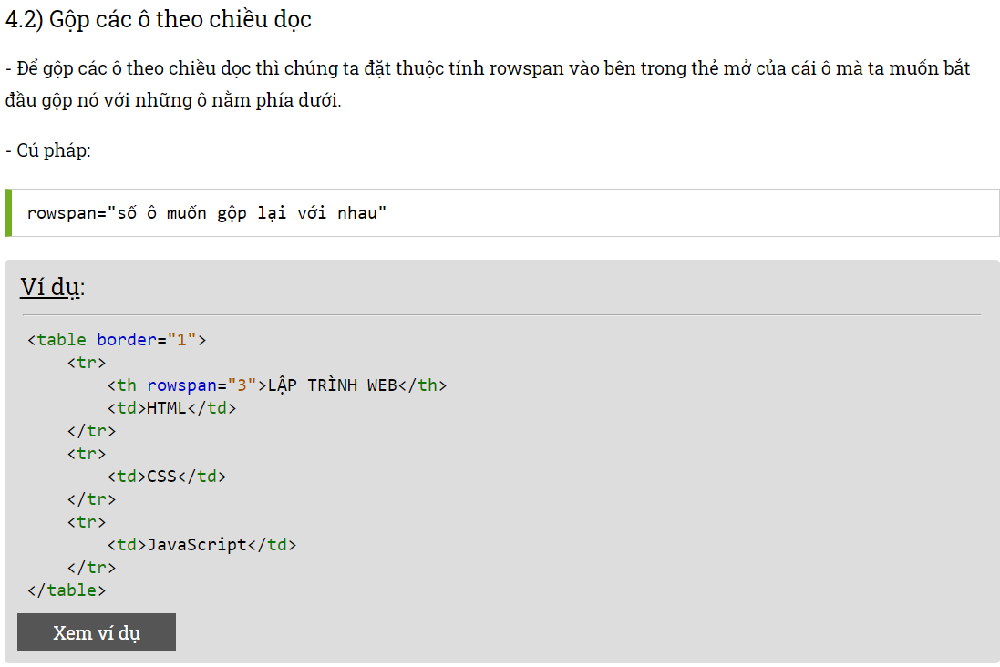 4.2) Gộp các ô theo chiều dọc
- Để gộp các ô theo chiều dọc thì chúng ta đặt thuộc tính rowspan vào bên trong thẻ mở của cái ô mà ta muốn bắt
đầu gộp nó với những ô nằm phía dưới.
- Cú pháp:
rowspan="số ô muốn gộp lại với nhau"
Ví dụ:
<table border="1">
    <tr>
        <th rowspan="3">LẬP TRÌNH WEB</th>
        <td>HTML</td>
    </tr>
    <tr>
        <td>CSS</td>
    </tr>
    <tr>
        <td>JavaScript</td>
    </tr>
</table>
Xem ví dụ